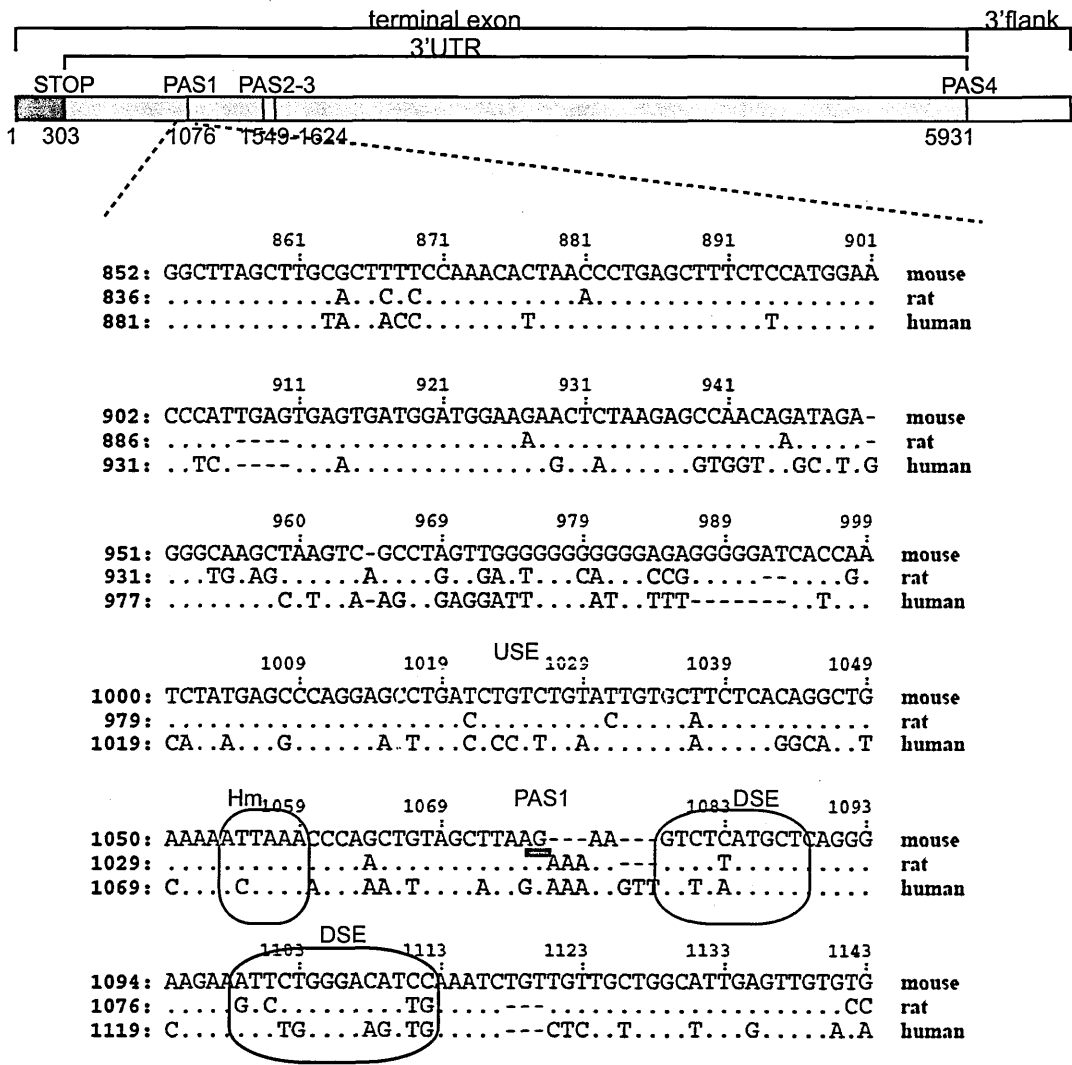 terminal exon 3'flank
3'UTR
STOP PAS1 PAS2-3 PAS4
1 303 1076 1549-1624 5931
861 871 881 891 901
852: GGCTTAGCTTGCGCTTTTCCAAACACTAACCCTGAGCTTTCTCCATGGAA mouse
836: ............A..C.C...........A.................... rat
881: ...........TA...ACC.......T................T....... human
911 921 931 941
902: CCCATTGAGTGAGTGATGGATGGAAGAACTCTAAGAGCCAACAGATAGA- mouse
886: .....----................A.................A.....- rat
931: ..TC.----...A..............G..A......GTGGT..GC.T.G human
960 969 979 989 999
951: GGGCAAGCTAAGTC-GCCTAGTTGGGGGGGGGGGAGAGGGGGATCACCAA mouse
931: ...TG.AG......A....G..GA.T...CA...CCG.....--....G. rat
977: ........C.T..A-AG..GAGGATT....AT..TTT-------..T... human
USE
1009 1019 1029 1039 1049
1000: TCTATGAGCCCAGGAGCCTGATCTGTCTGTATTGTGCTTCTCACAGGCTG mouse
979: .....................C.........C.....A............ rat
1019: CA..A...G......A.T...C.CC.T..A.......A.....GGCA..T human
Hm PAS1 DSE
1059 1069 1083 1093
1050: AAAAATTAAACCCAGCTGTAGCTTAAG---AA---GTCTCATGCTCAGGG mouse
1029: ..............A............AAA...---....T.......... rat
1069: C....C....A...AA.T....A..G.AAA..GTT..T.A.......... human
DSE
1103 1113 1123 1133 1143
1094: AAGAAATTCTGGGACATCCAAATCTGTTGTTGCTGGCATTGAGTTGTGTG mouse
1076: .....G.C.........TG.....---.....................CC rat
1119: C.......TG....AG.TG.....---CTC..T.....T...G.....A.A human